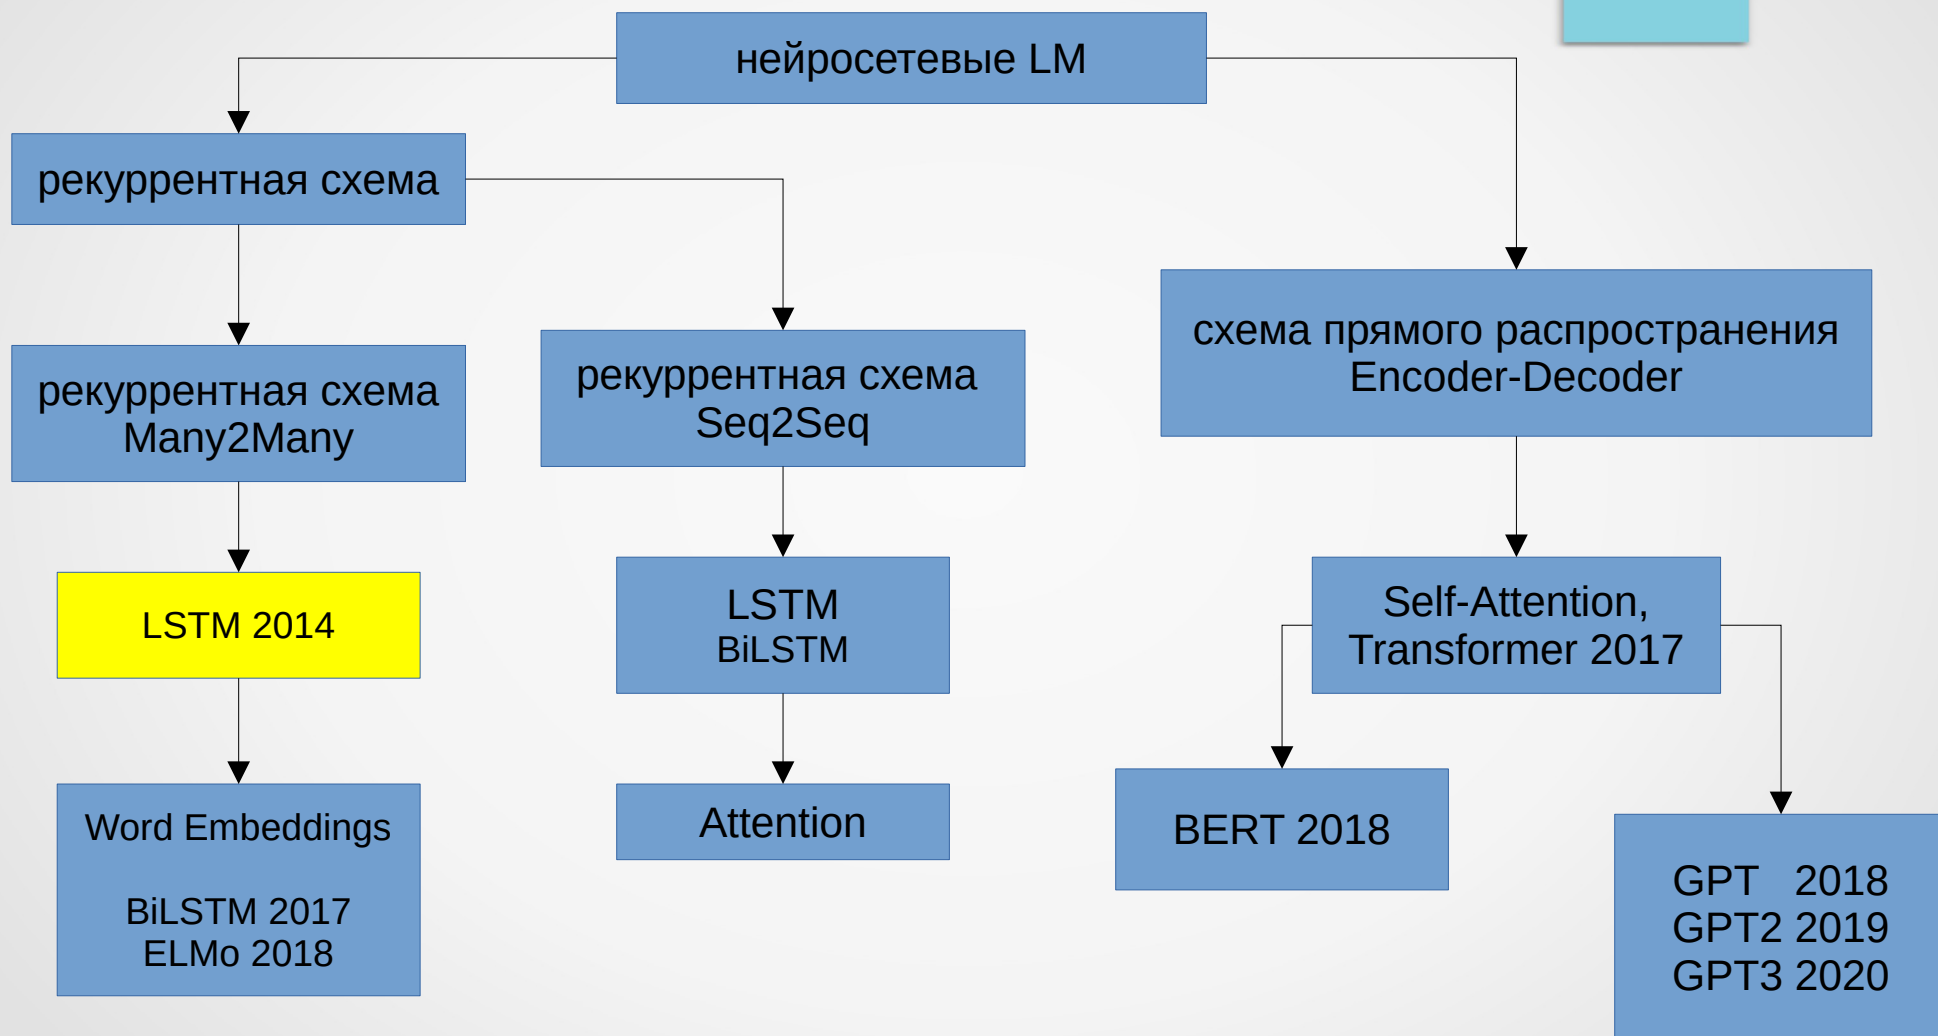 нейросетевые LM
рекуррентная схема
рекуррентная схема
Many2Many
рекуррентная схема
Seq2Seq
схема прямого распространения
Encoder-Decoder
LSTM 2014
LSTM
BiLSTM
Self-Attention,
Transformer 2017
Word Embeddings
BiLSTM 2017
ELMo 2018
Attention
BERT 2018
GPT 2018
GPT2 2019
GPT3 2020